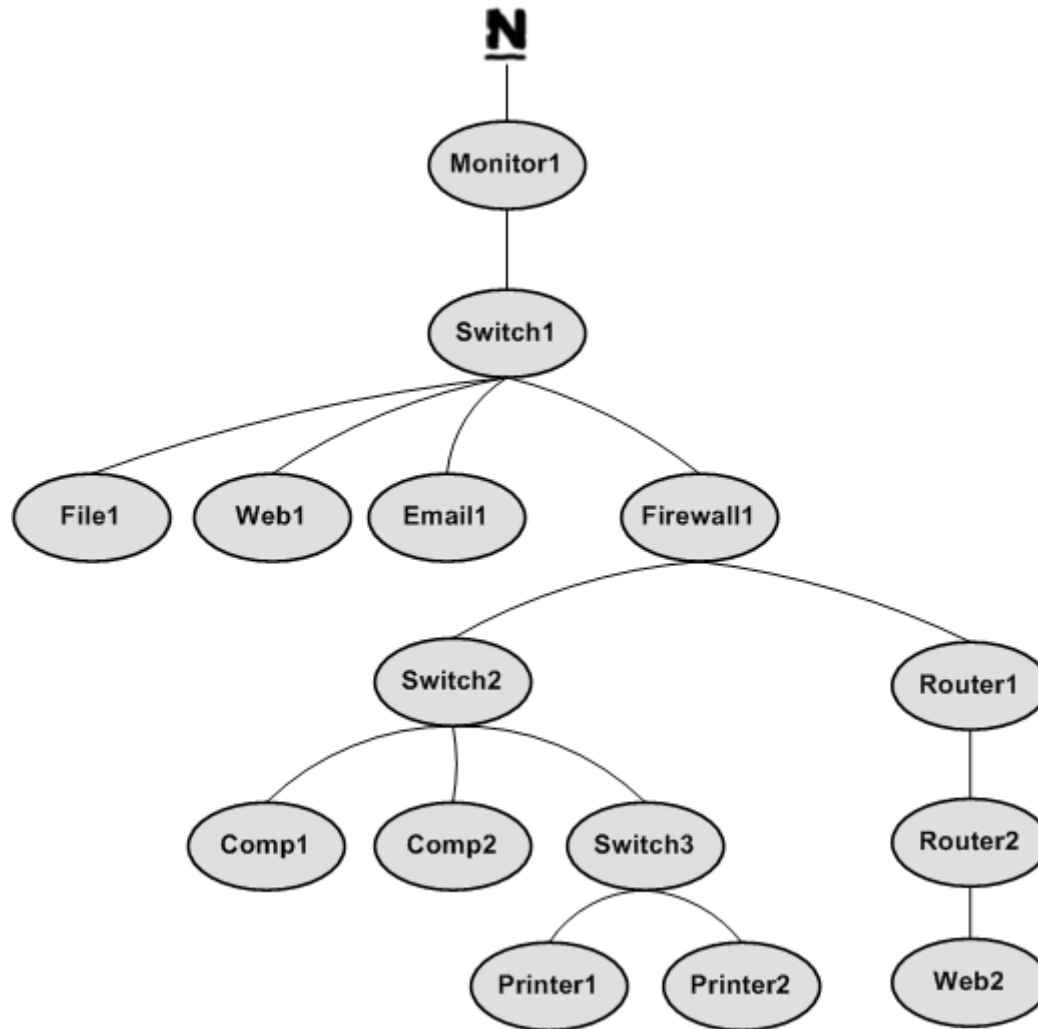 N
Monitor1
Switch1
File1 Web1 Email1 Firewall1
Switch2 Router1
Comp1 Comp2 Switch3 Router2
Printer1 Printer2 Web2